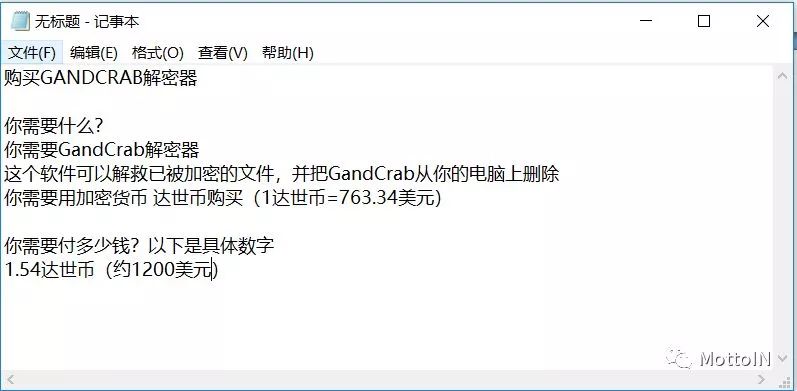 无标题 - 记事本
文件(F) 编辑(E) 格式(O) 查看(V) 帮助(H)
购买GANDCRAB解密器
你需要什么？
你需要GandCrab解密器
这个软件可以解救已被加密的文件，并把GandCrab从你的电脑上删除
你需要用加密货币 达世币购买（1达世币=763.34美元）
你需要付多少钱？以下是具体数字
1.54达世币（约1200美元）
MottoIN